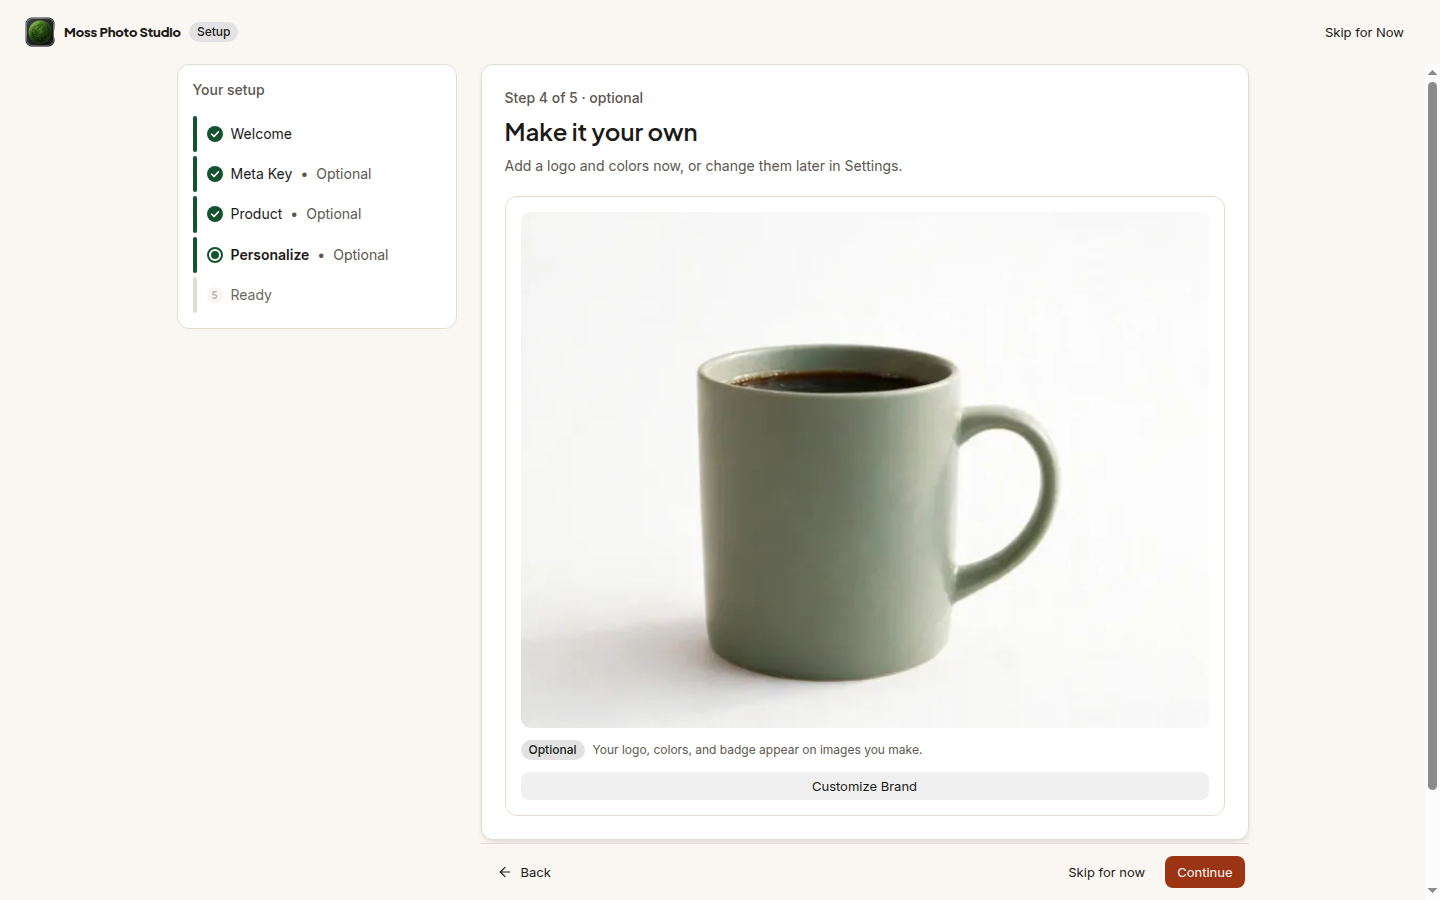 Moss Photo Studio
Setup
Skip for Now
Your setup
Welcome
Meta Key • Optional
Product • Optional
Personalize • Optional
5 Ready
Step 4 of 5 · optional
Make it your own
Add a logo and colors now, or change them later in Settings.
Optional Your logo, colors, and badge appear on images you make.
Customize Brand
Back
Skip for now
Continue